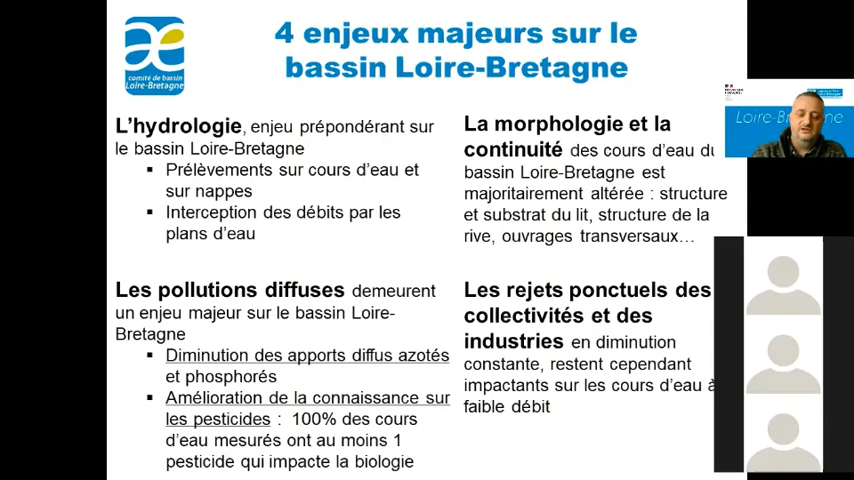 4 enjeux majeurs sur le
bassin Loire-Bretagne
ae
comité de bassin
Loire-Bretagne
L'hydrologie, enjeu prépondérant sur
le bassin Loire-Bretagne
▪ Prélèvements sur cours d'eau et
sur nappes
▪ Interception des débits par les
plans d'eau
La morphologie et la
continuité des cours d'eau du
bassin Loire-Bretagne est
majoritairement altérée : structure
et substrat du lit, structure de la
rive, ouvrages transversaux…
Les pollutions diffuses demeurent
un enjeu majeur sur le bassin Loire-
Bretagne
▪ Diminution des apports diffus azotés
et phosphorés
▪ Amélioration de la connaissance sur
les pesticides : 100% des cours
d'eau mesurés ont au moins 1
pesticide qui impacte la biologie
Les rejets ponctuels des
collectivités et des
industries en diminution
constante, restent cependant
impactants sur les cours d'eau à
faible débit